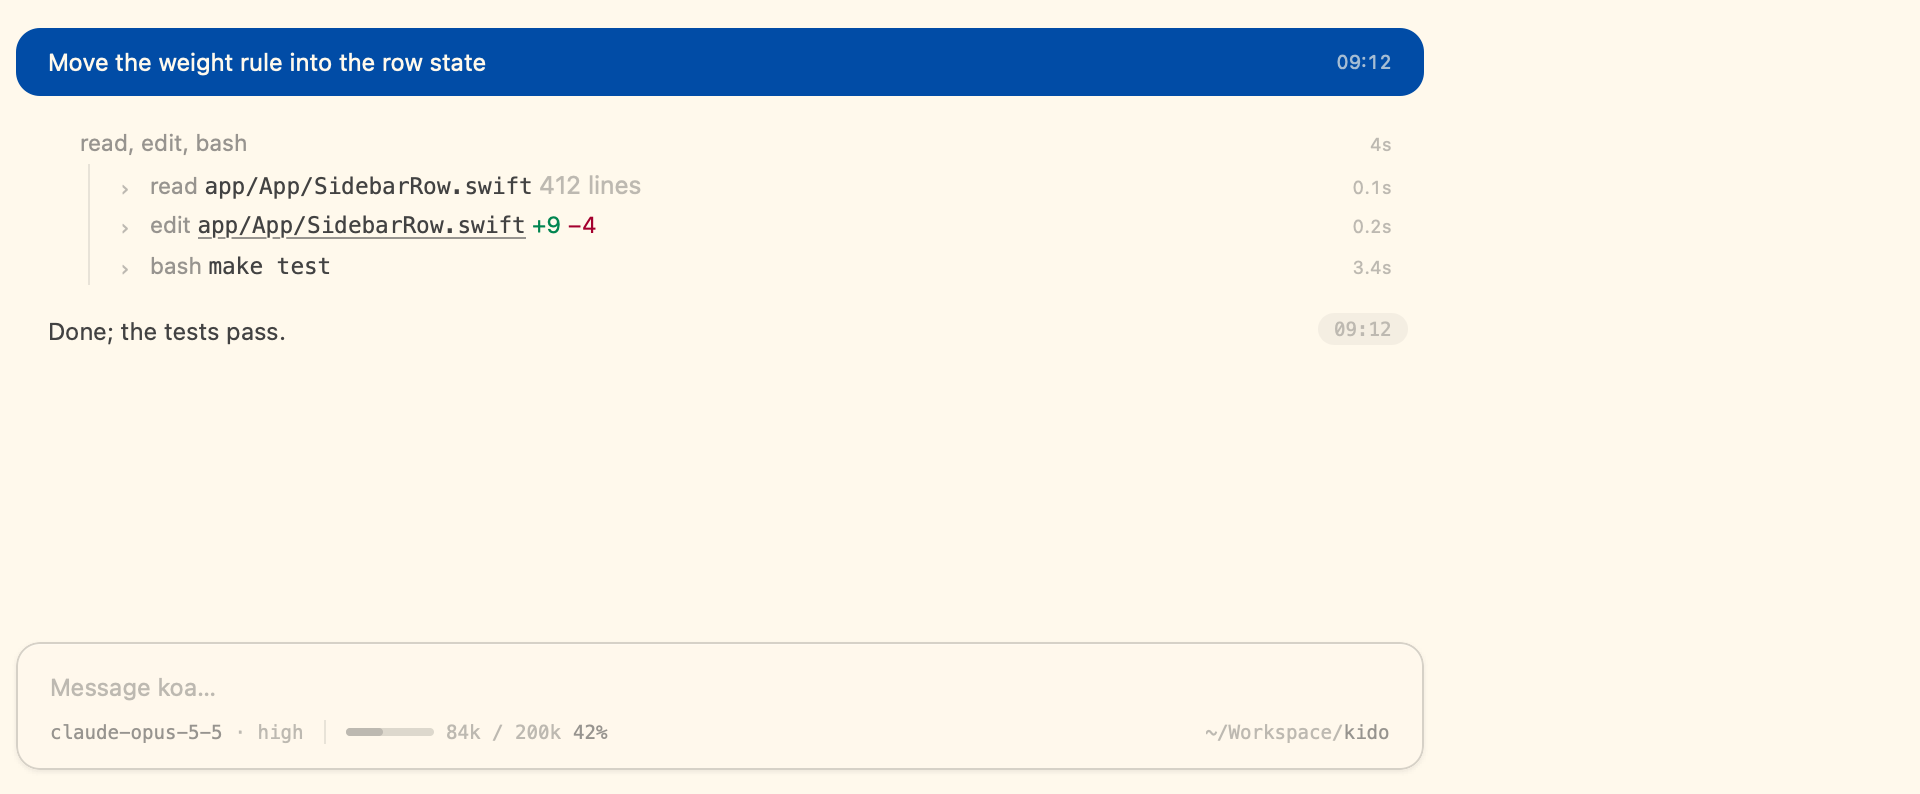 Move the weight rule into the row state 09:12
read, edit, bash 4s
› read app/App/SidebarRow.swift 412 lines 0.1s
› edit app/App/SidebarRow.swift +9 −4 0.2s
› bash make test 3.4s
Done; the tests pass. 09:12
Message koa...
claude-opus-5-5 · high 84k / 200k 42% ~/Workspace/kido